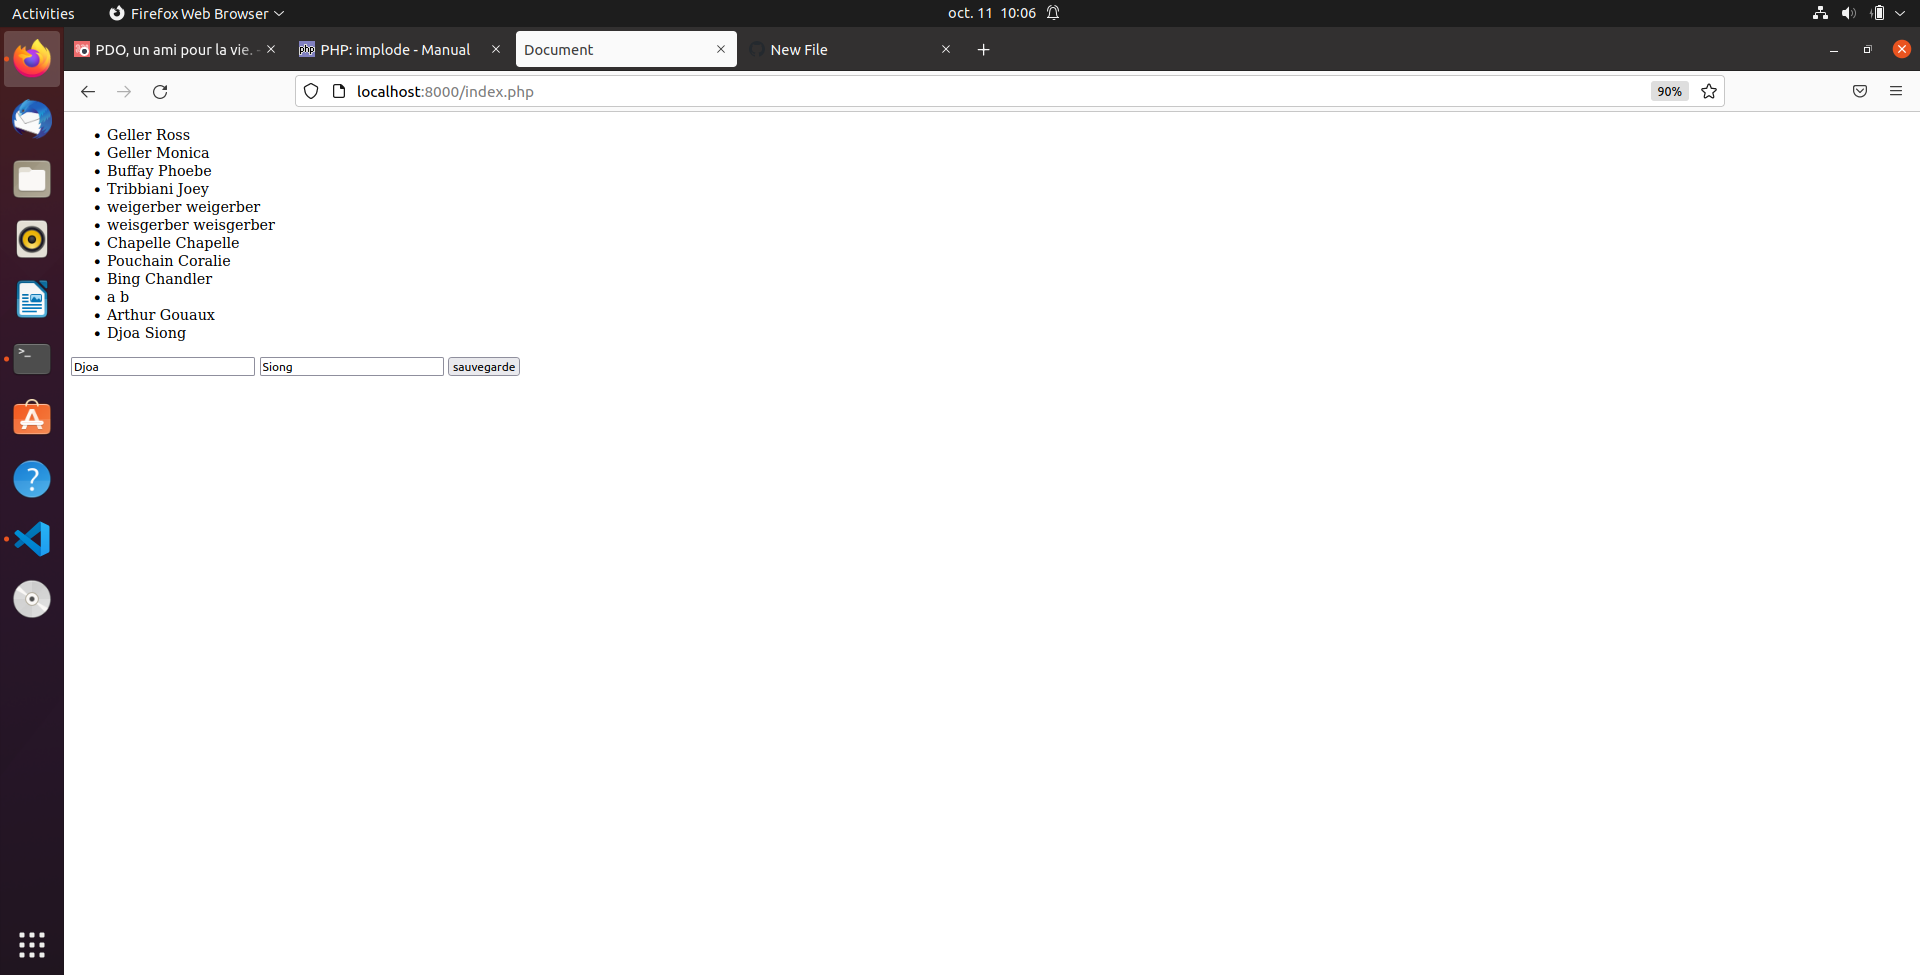 Activities Firefox Web Browser oct. 11 10:06
PDO, un ami pour la vie. - PHP: implode - Manual Document New File
localhost:8000/index.php 90%
Geller Ross
Geller Monica
Buffay Phoebe
Tribbiani Joey
weigerber weigerber
weisgerber weisgerber
Chapelle Chapelle
Pouchain Coralie
Bing Chandler
a b
Arthur Gouaux
Djoa Siong
Djoa Siong sauvegarde